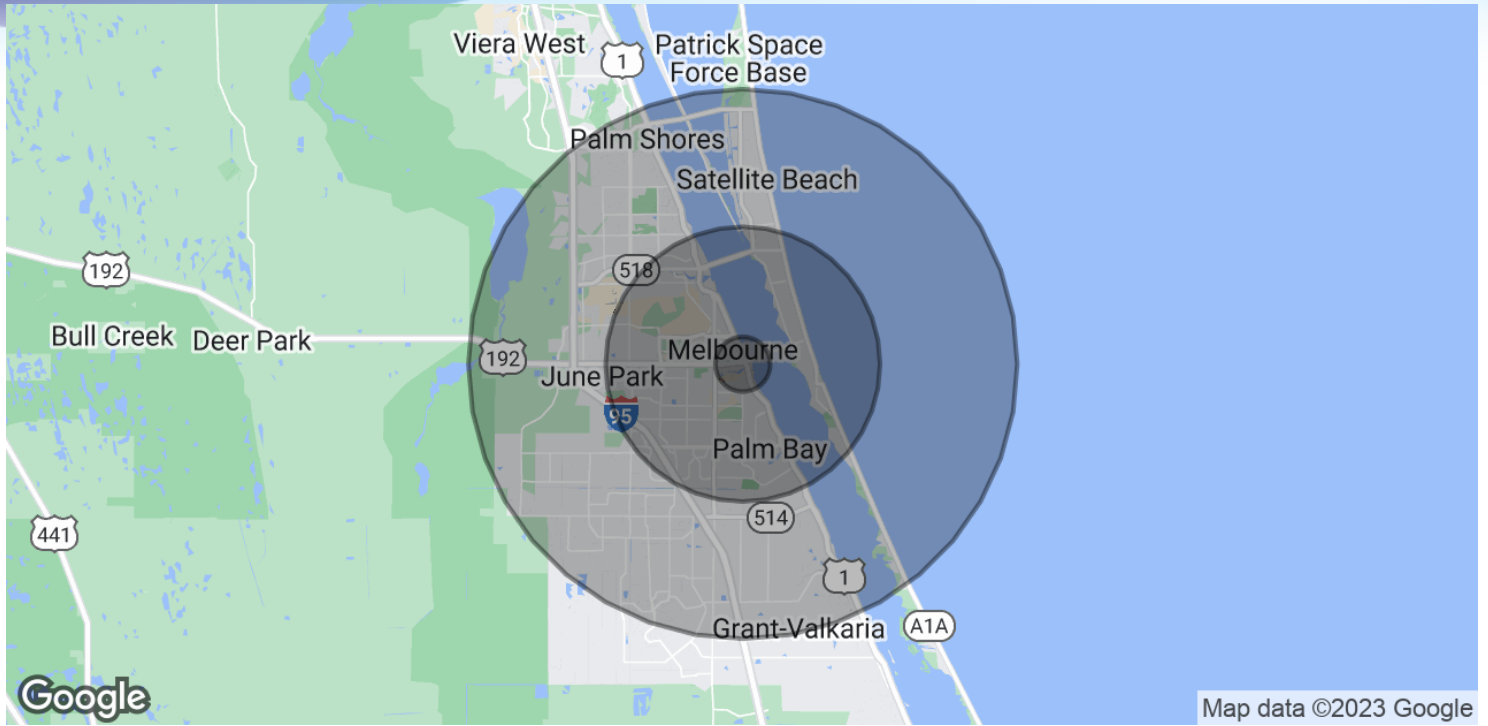 Viera West
1
Patrick Space
Force Base
Palm Shores
Satellite Beach
192
518
Bull Creek
Deer Park
192
Melbourne
June Park
95
Palm Bay
441
514
1
Grant-Valkaria
A1A
Google
Map data ©2023 Google